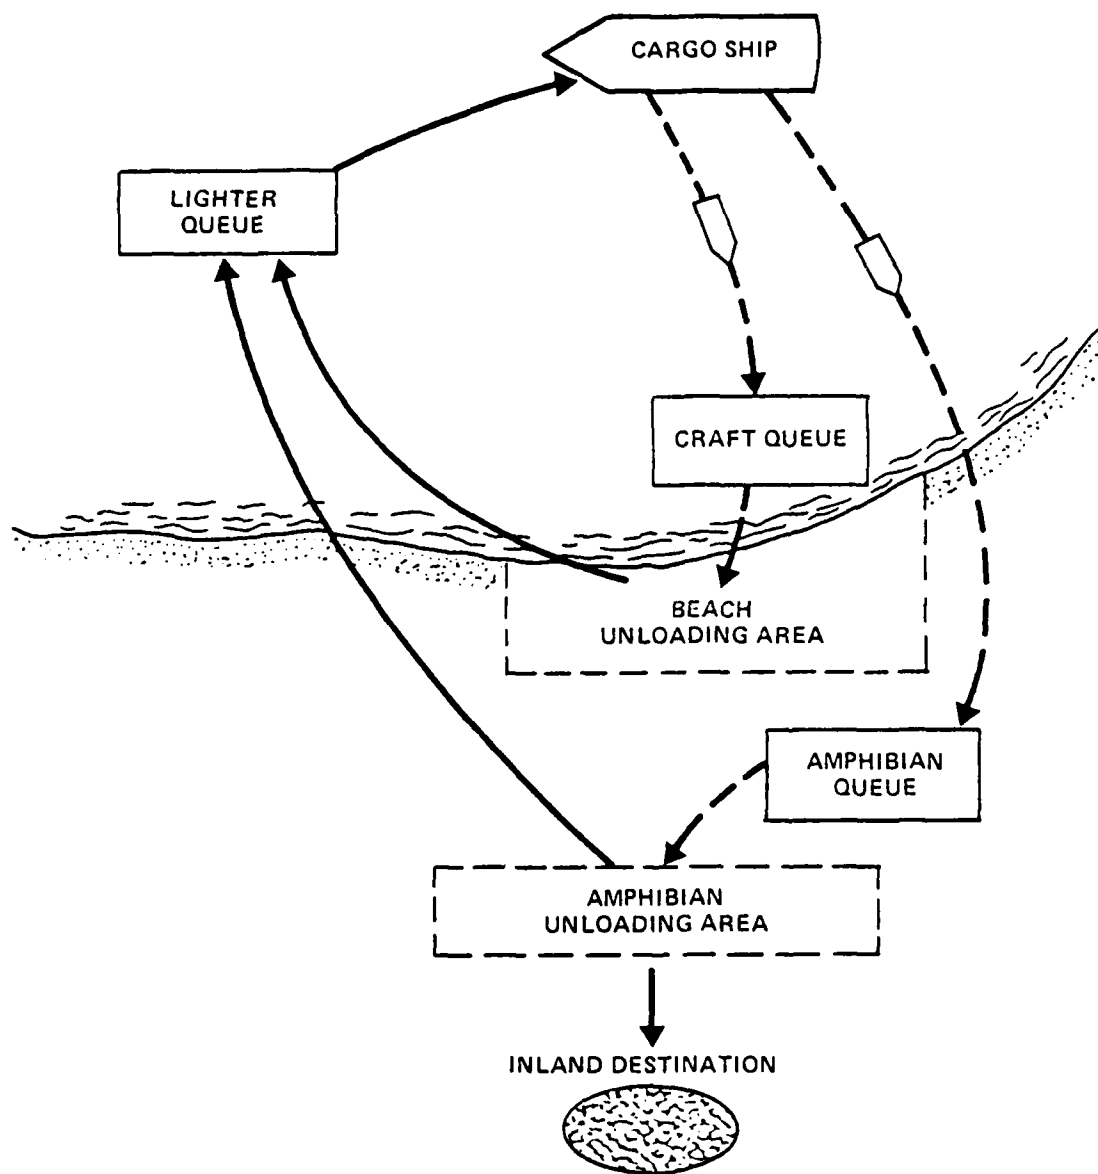 CARGO SHIP
LIGHTER
QUEUE
CRAFT QUEUE
BEACH
UNLOADING AREA
AMPHIBIAN
QUEUE
AMPHIBIAN
UNLOADING AREA
INLAND DESTINATION